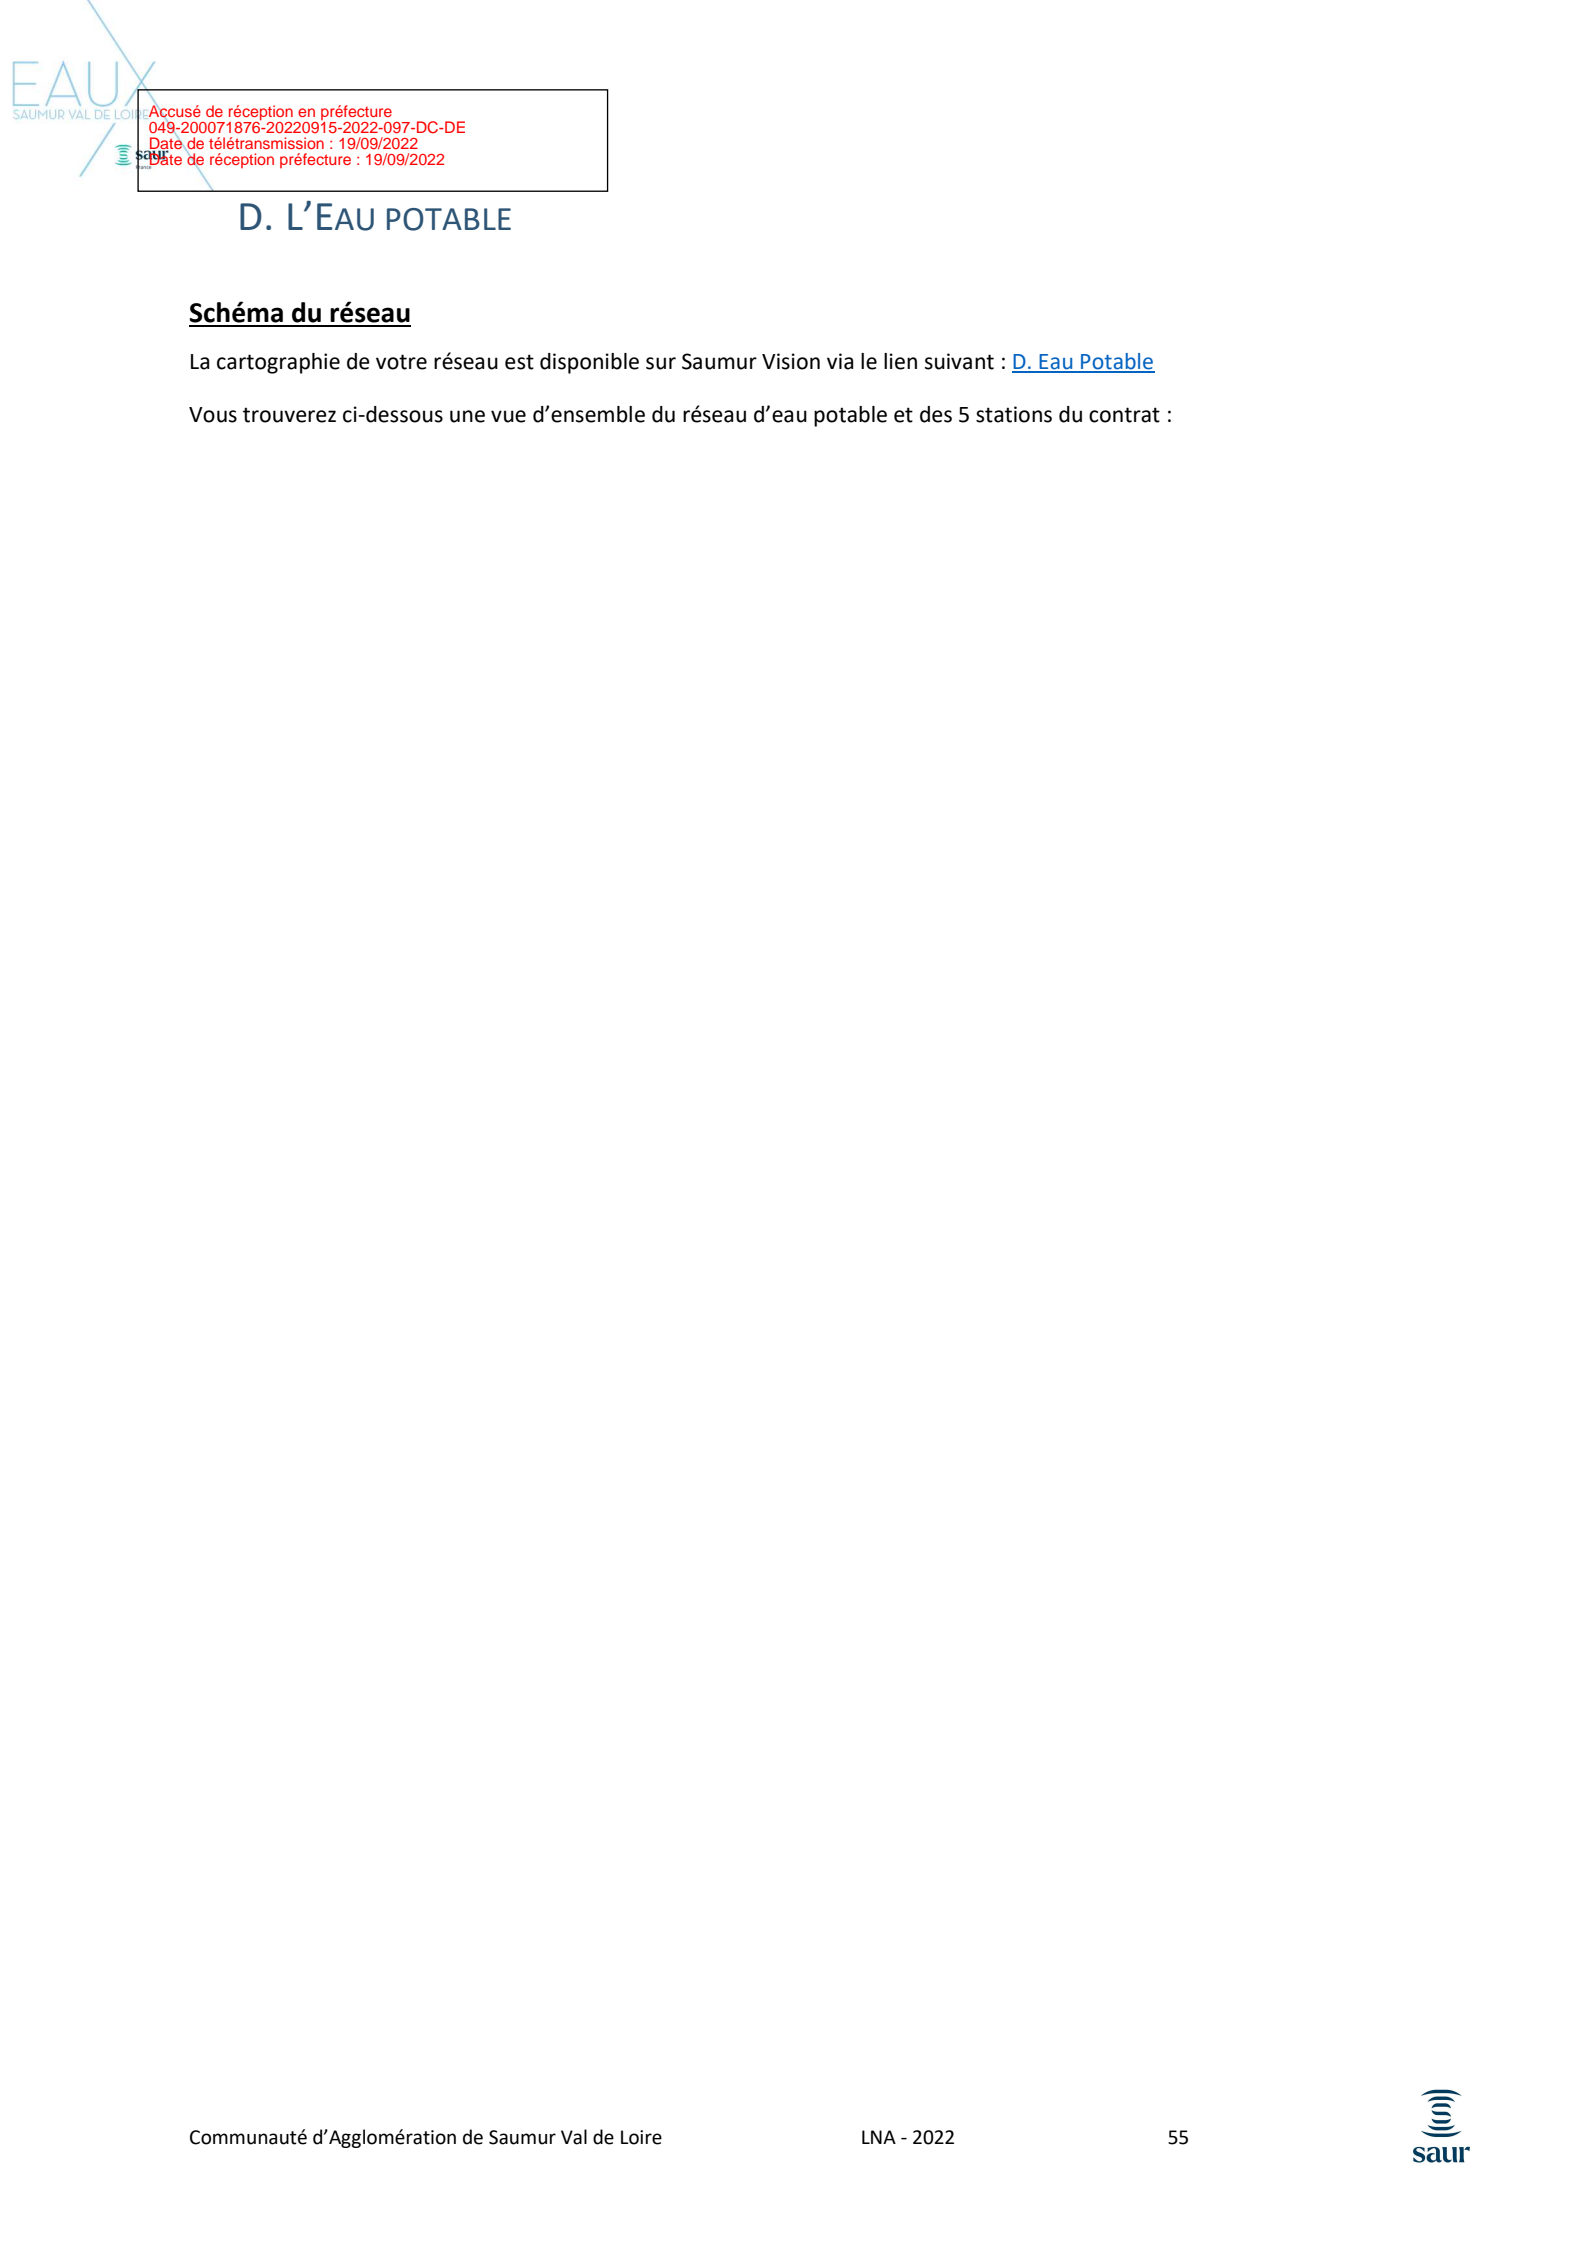 EAUX
SAUMUR VAL DE LOIRE
saur
Accusé de réception en préfecture
049-200071876-20220915-2022-097-DC-DE
Date de télétransmission : 19/09/2022
Date de réception préfecture : 19/09/2022
D. L’EAU POTABLE
Schéma du réseau
La cartographie de votre réseau est disponible sur Saumur Vision via le lien suivant : D. Eau Potable
Vous trouverez ci-dessous une vue d’ensemble du réseau d’eau potable et des 5 stations du contrat :
Communauté d’Agglomération de Saumur Val de Loire LNA - 2022 55
saur